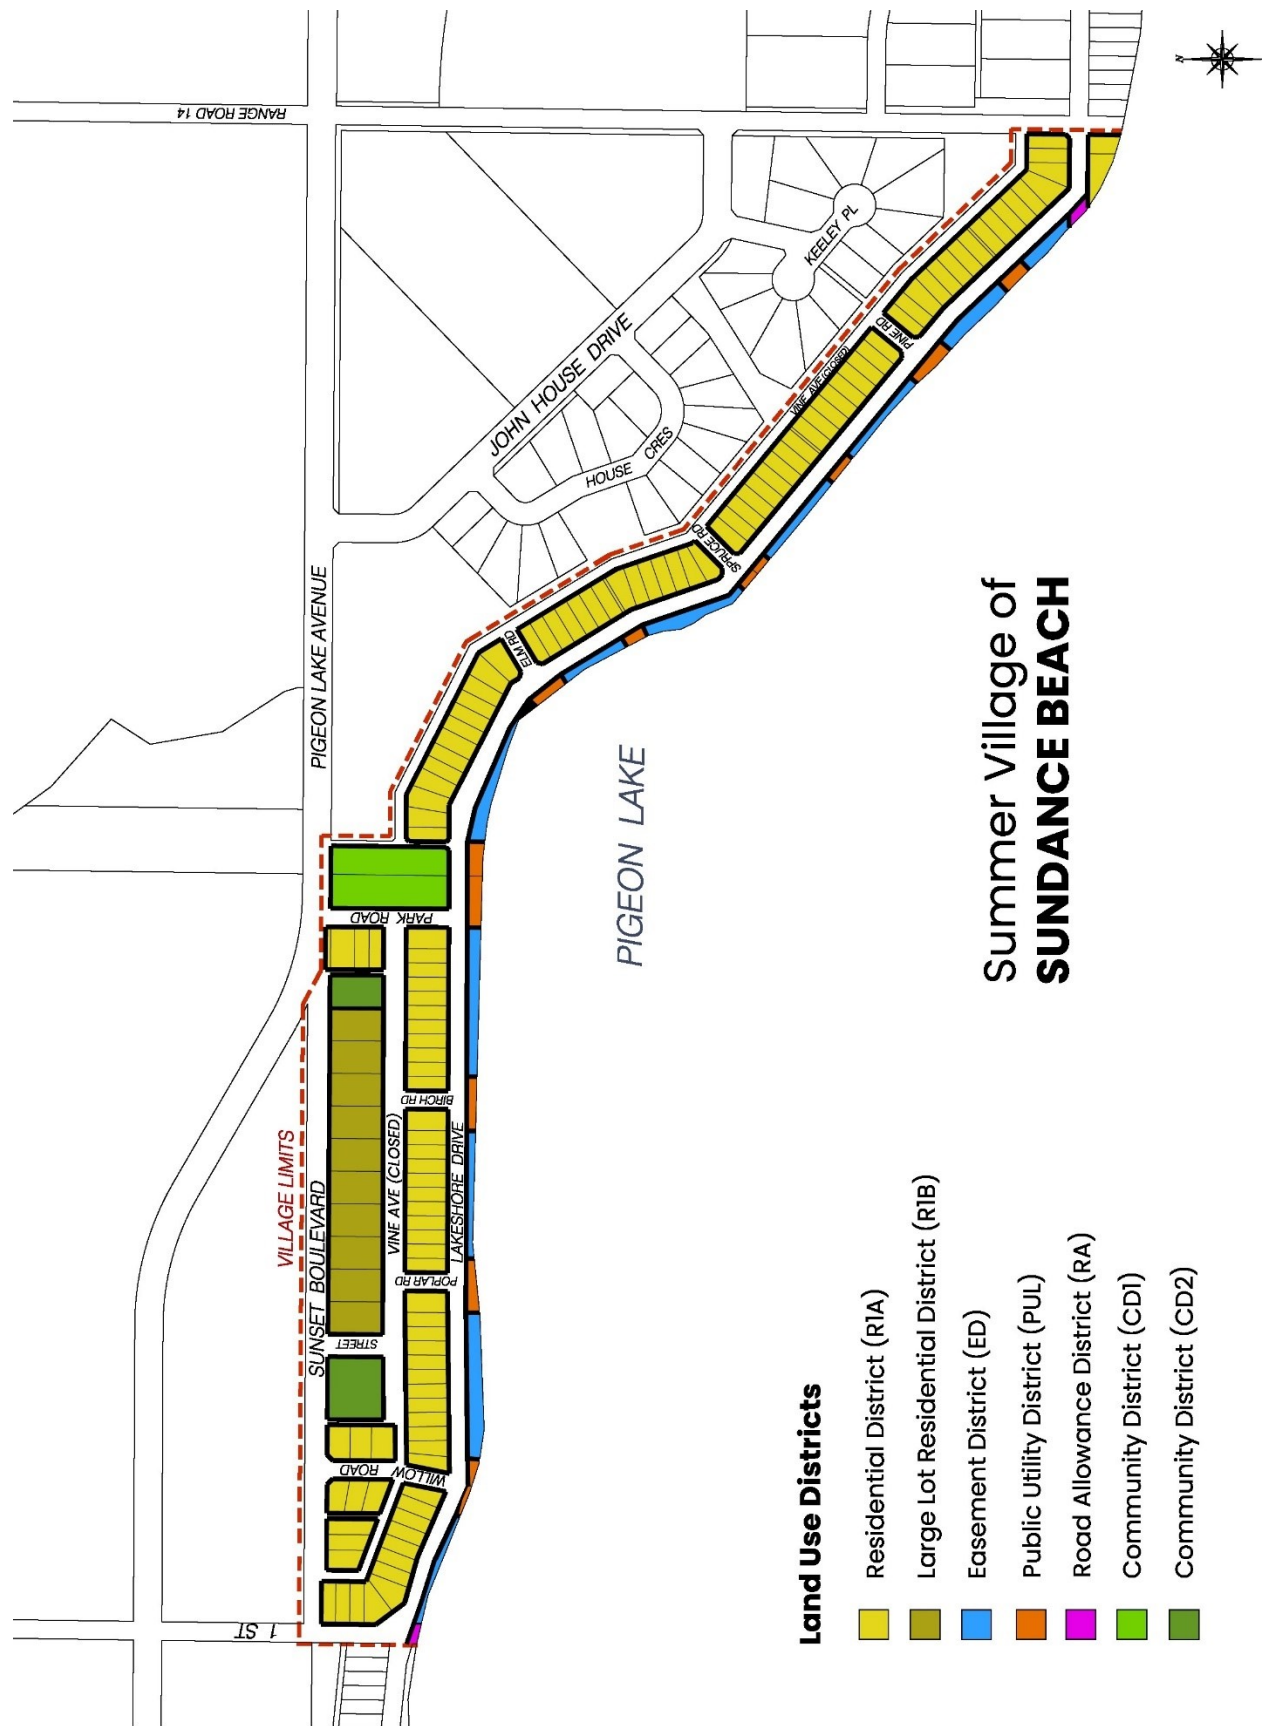 N
RANGE ROAD 14
KEELEY PL
JOHN HOUSE DRIVE
HOUSE CRES
VINE AVE (CLOSED)
PINE RD
SPRUCE RD
ELM RD
PIGEON LAKE AVENUE
PIGEON LAKE
PARK ROAD
BIRCH RD
VINE AVE (CLOSED)
LAKESHORE DRIVE
POPLAR RD
VILLAGE LIMITS
SUNSET BOULEVARD
STREET
WILLOW ROAD
1 ST
Summer Village of
SUNDANCE BEACH
Land Use Districts
Residential District (R1A)
Large Lot Residential District (R1B)
Easement District (ED)
Public Utility District (PUL)
Road Allowance District (RA)
Community District (CD1)
Community District (CD2)